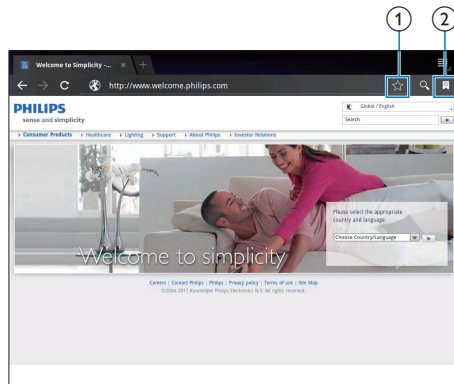 1 2
Welcome to Simplicity -...
http://www.welcome.philips.com
PHILIPS
sense and simplicity
Global / English
Search
Consumer Products Healthcare Lighting Support About Philips Investor Relations
Please select the appropriate
country and language:
Choose Country/Language
Welcome to simplicity
Careers | Contact Philips | Philips | Privacy policy | Terms of use | Site Map
©2004-2011 Koninklijke Philips Electronics N.V. All rights reserved.